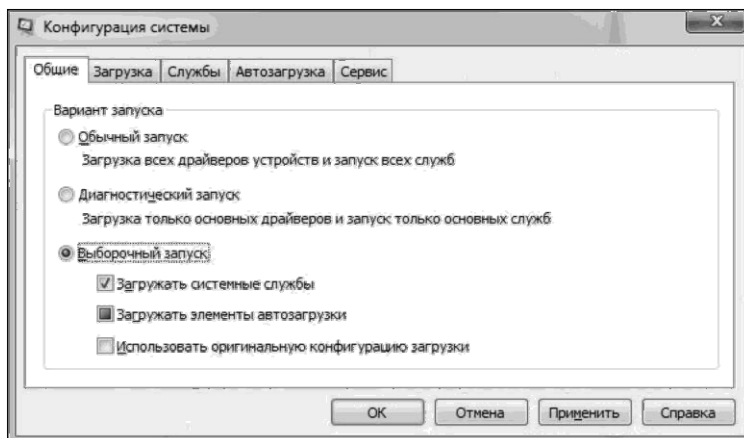 Конфигурация системы
Общие Загрузка Службы Автозагрузка Сервис
Вариант запуска
Обычный запуск
Загрузка всех драйверов устройств и запуск всех служб
Диагностический запуск
Загрузка только основных драйверов и запуск только основных служб
Выборочный запуск
Загружать системные службы
Загружать элементы автозагрузки
Использовать оригинальную конфигурацию загрузки
ОК Отмена Применить Справка